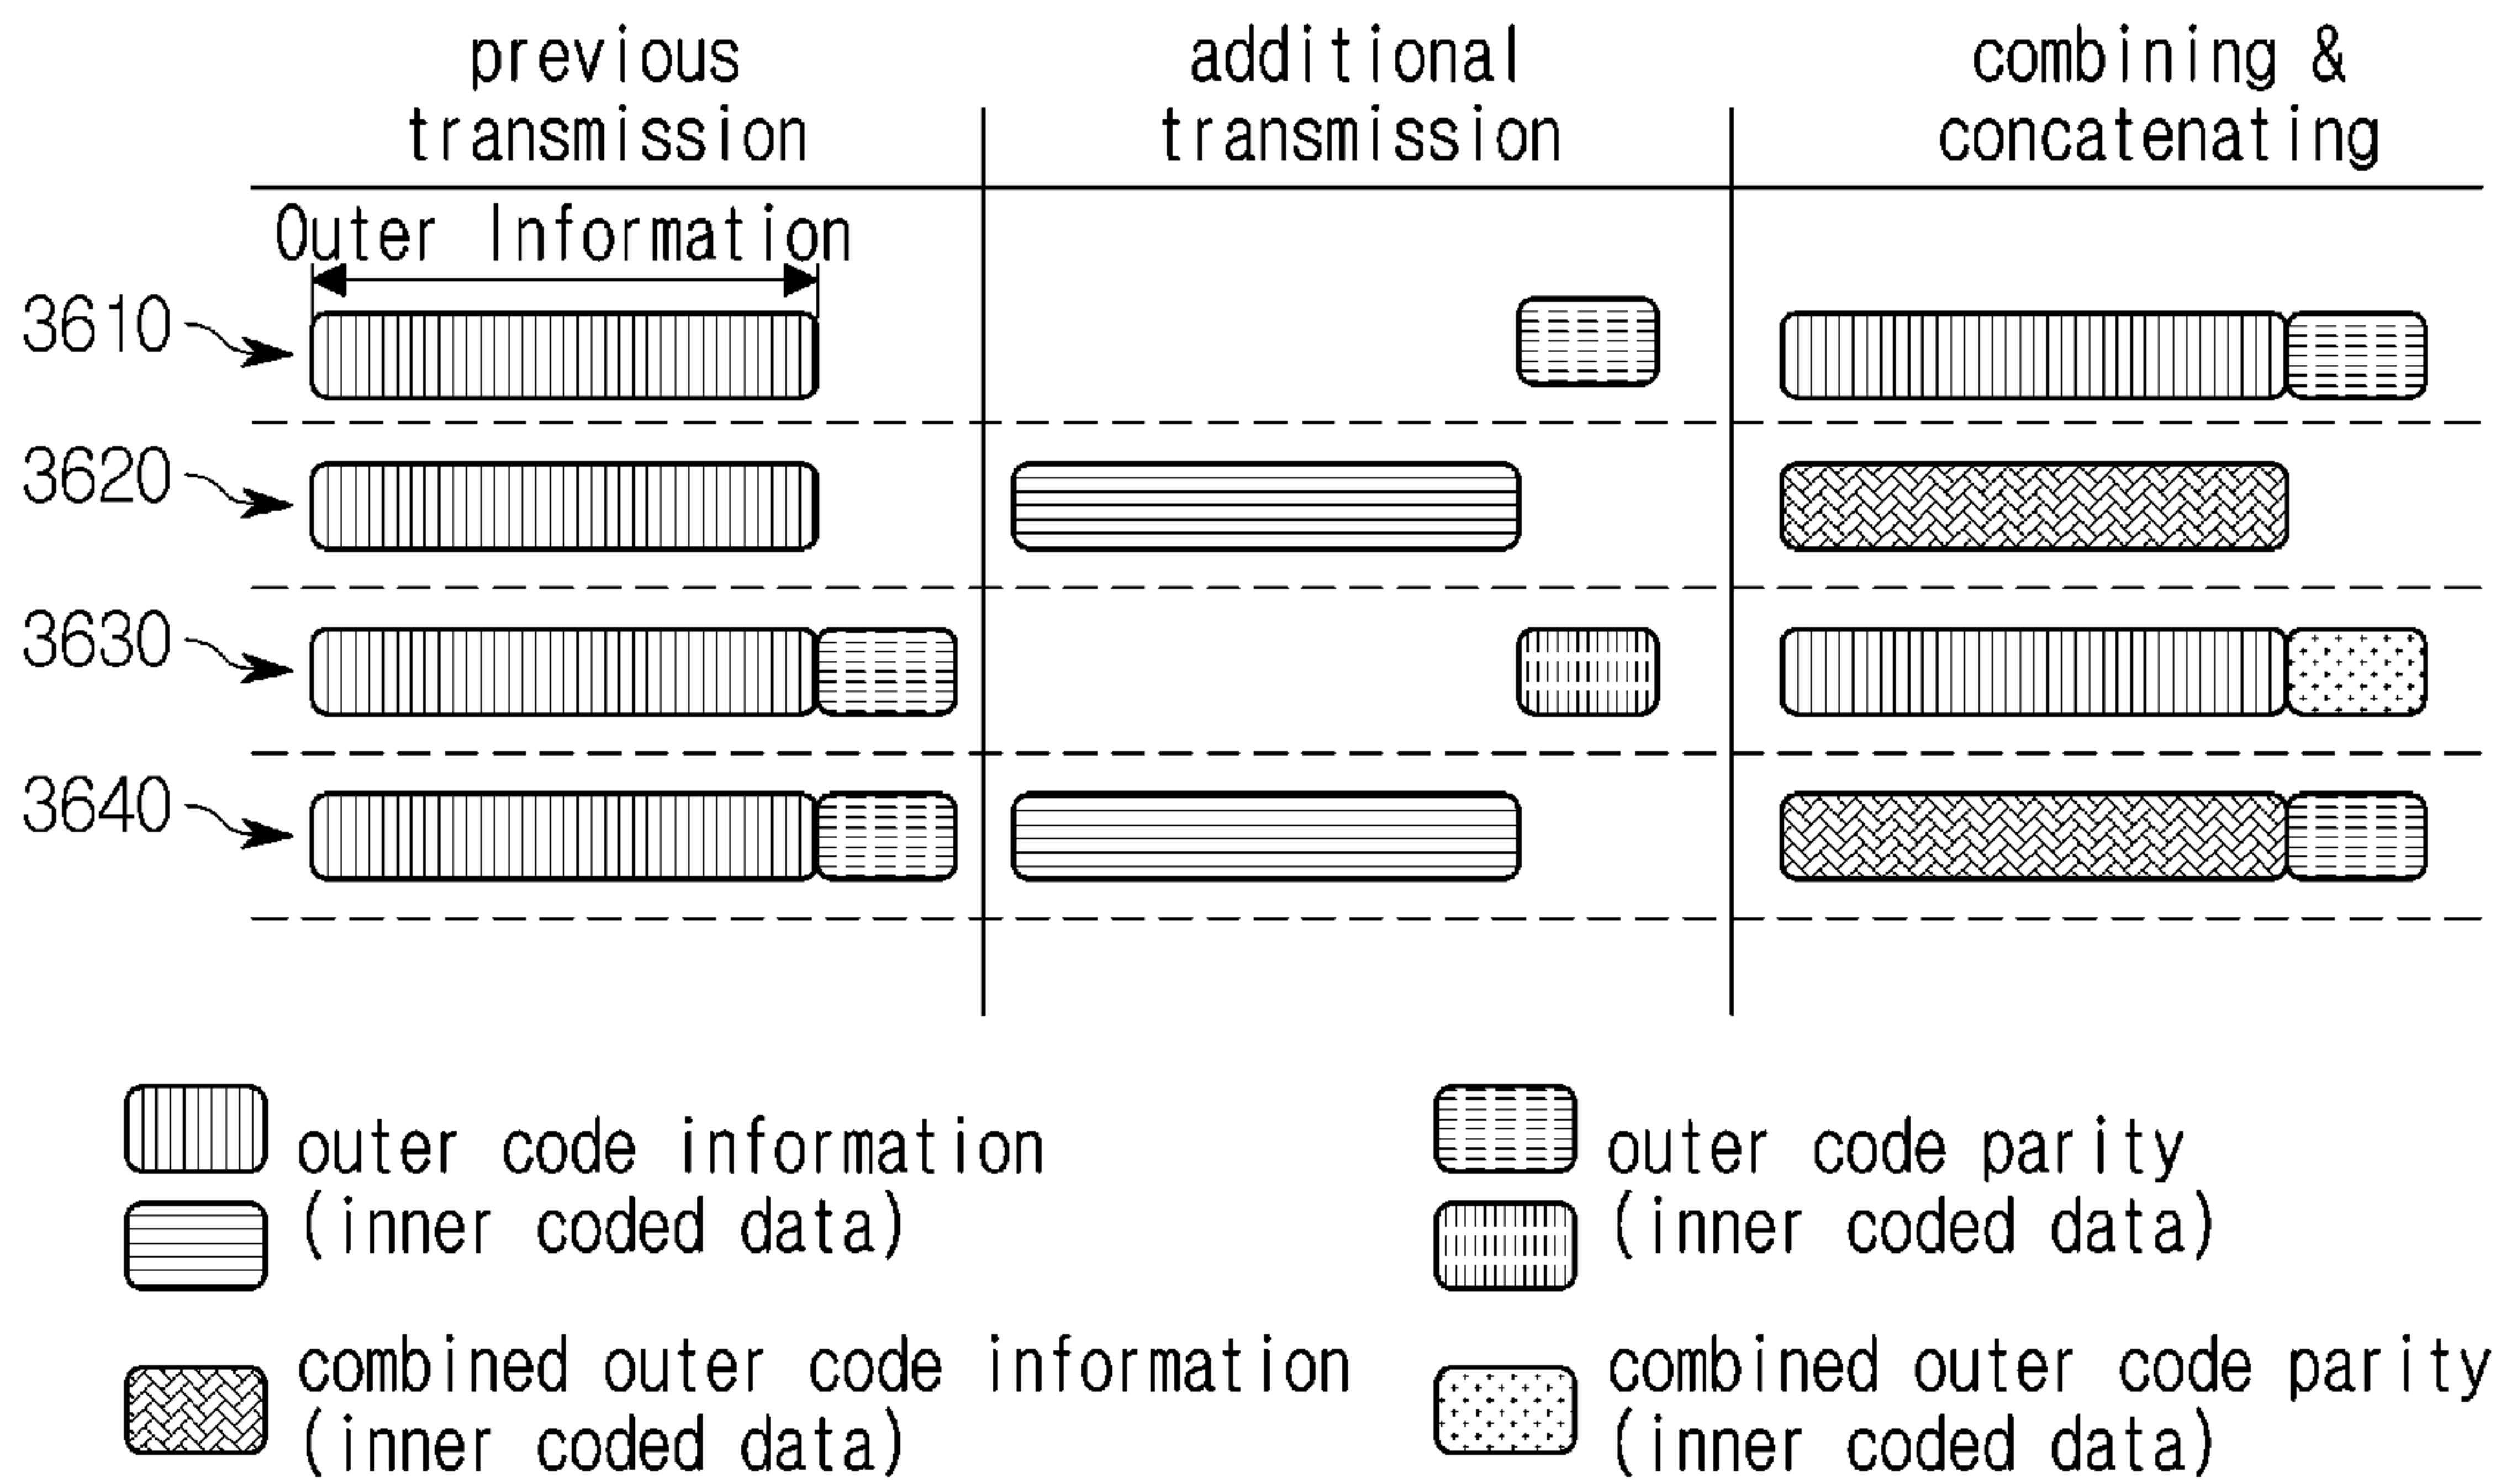 previous
transmission
additional
transmission
combining &
concatenating
Outer Information
3610
3620
3630
3640
outer code information
(inner coded data)
outer code parity
(inner coded data)
combined outer code information
(inner coded data)
combined outer code parity
(inner coded data)